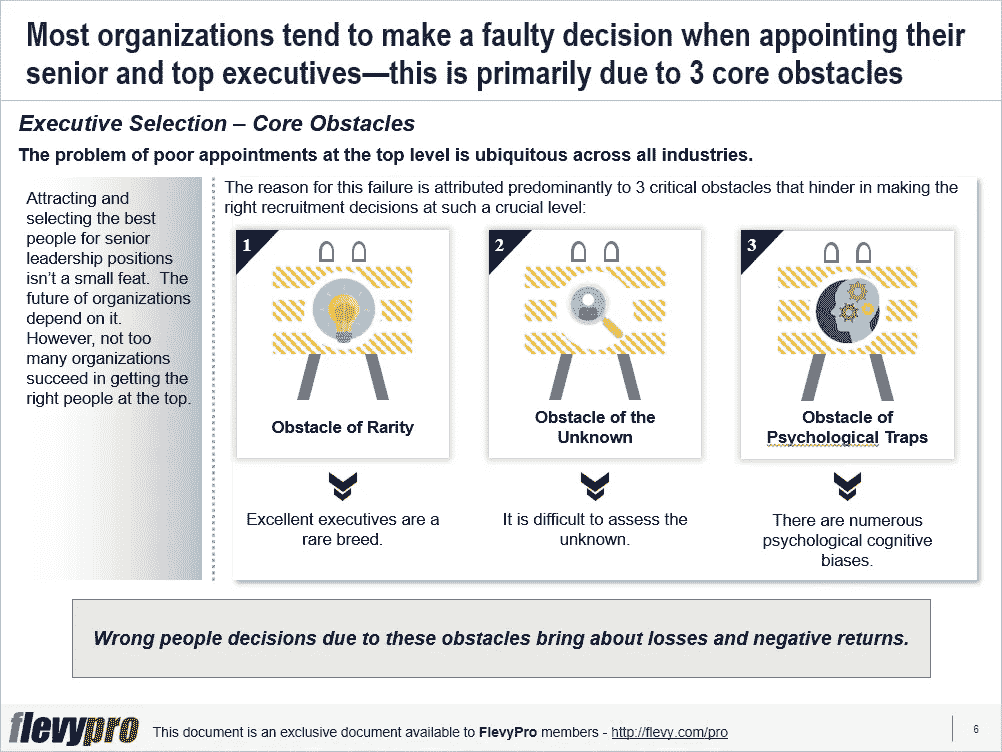 Most organizations tend to make a faulty decision when appointing their
senior and top executives—this is primarily due to 3 core obstacles
Executive Selection – Core Obstacles
The problem of poor appointments at the top level is ubiquitous across all industries.
Attracting and
selecting the best
people for senior
leadership positions
isn't a small feat.  The
future of organizations
depend on it.
However, not too
many organizations
succeed in getting the
right people at the top.
The reason for this failure is attributed predominantly to 3 critical obstacles that hinder in making the
right recruitment decisions at such a crucial level:
1
Obstacle of Rarity
Excellent executives are a
rare breed.
2
Obstacle of the
Unknown
It is difficult to assess the
unknown.
3
Obstacle of
Psychological Traps
There are numerous
psychological cognitive
biases.
Wrong people decisions due to these obstacles bring about losses and negative returns.
flevypro
This document is an exclusive document available to FlevyPro members - http://flevy.com/pro
6